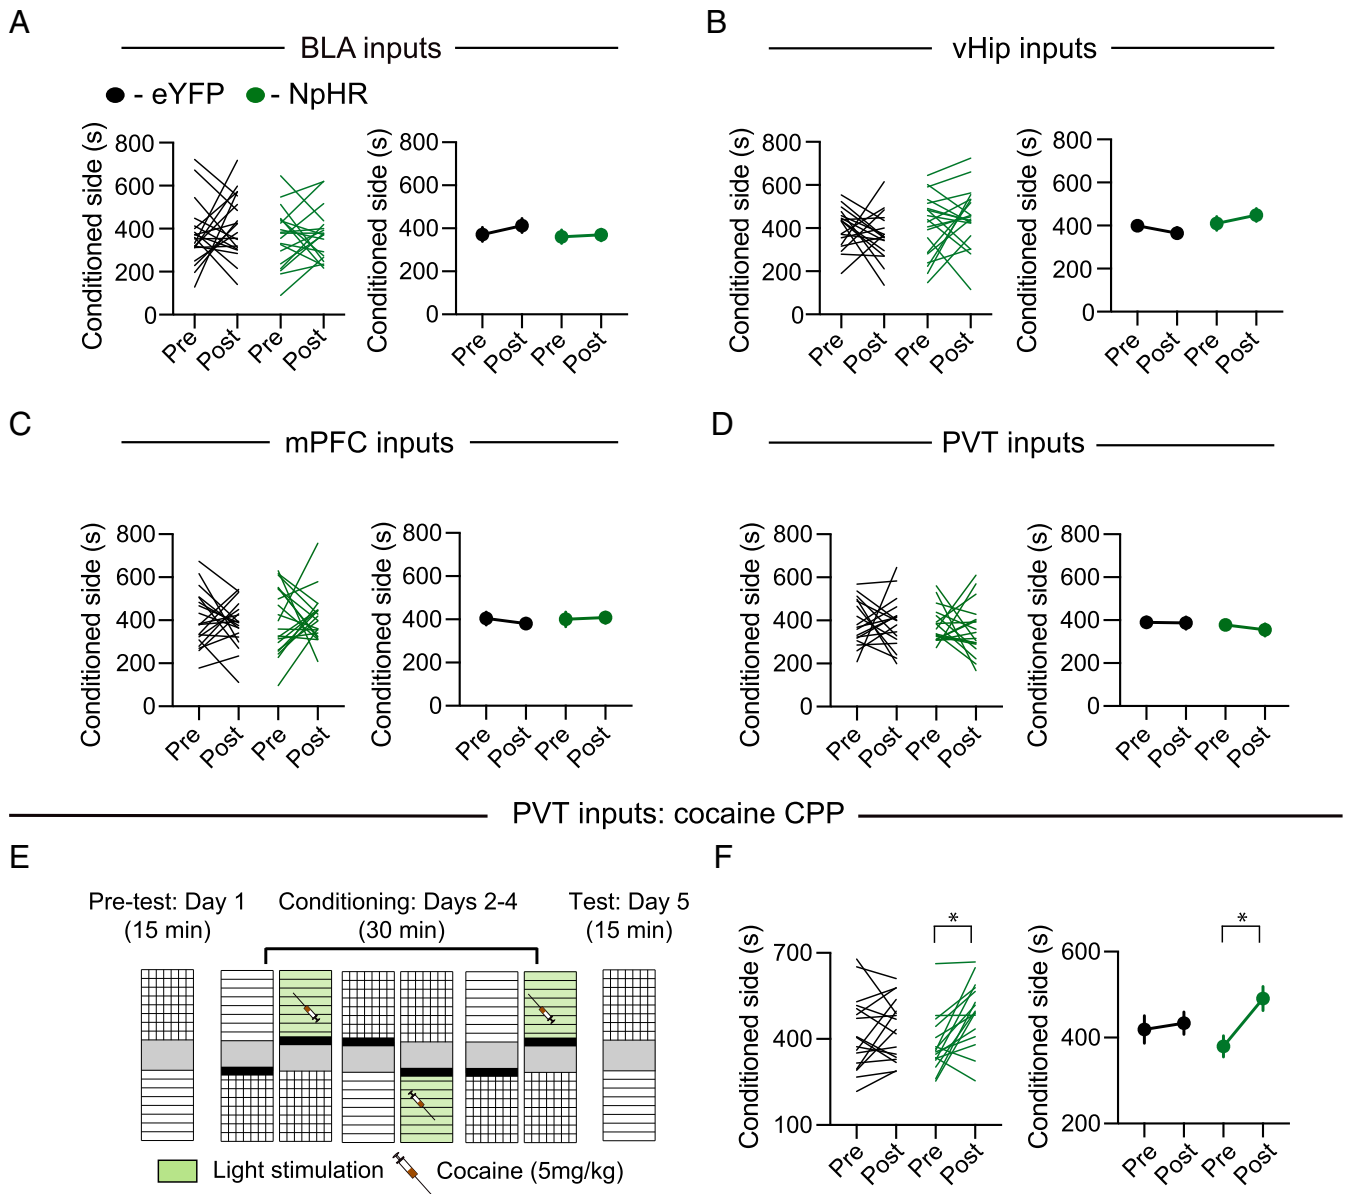 A
BLA inputs
- eYFP - NpHR
Conditioned side (s)
800
600
400
200
0
Pre
Post
Pre
Post
Conditioned side (s)
800
600
400
200
0
Pre
Post
Pre
Post
B
vHip inputs
Conditioned side (s)
800
600
400
200
0
Pre
Post
Pre
Post
Conditioned side (s)
800
600
400
200
0
Pre
Post
Pre
Post
C
mPFC inputs
Conditioned side (s)
800
600
400
200
0
Pre
Post
Pre
Post
Conditioned side (s)
800
600
400
200
0
Pre
Post
Pre
Post
D
PVT inputs
Conditioned side (s)
800
600
400
200
0
Pre
Post
Pre
Post
Conditioned side (s)
800
600
400
200
0
Pre
Post
Pre
Post
PVT inputs: cocaine CPP
E
Pre-test: Day 1
(15 min)
Conditioning: Days 2-4
(30 min)
Test: Day 5
(15 min)
Light stimulation
Cocaine (5mg/kg)
F
Conditioned side (s)
700
400
100
*
Pre
Post
Pre
Post
Conditioned side (s)
600
400
200
*
Pre
Post
Pre
Post